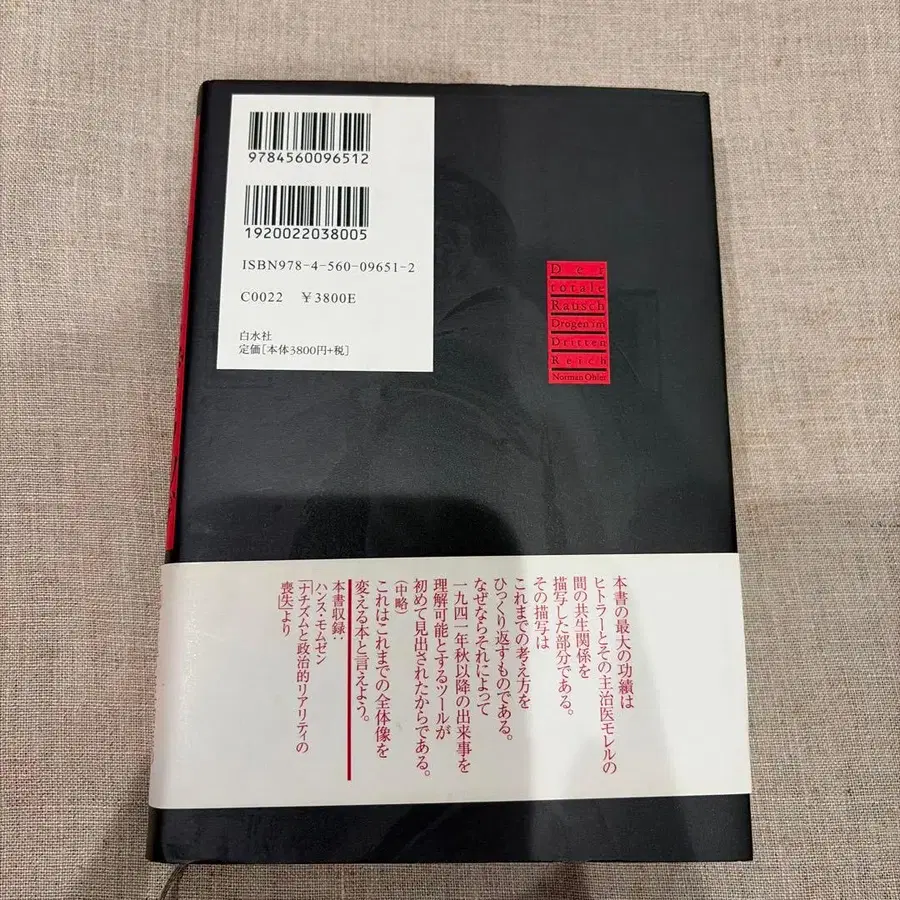 9784560096512
1920022038005
ISBN978-4-560-09651-2
C0022 ¥3800E
白水社
定価[本体3800円+税]
Der
totale
Rausch
Drogen im
Dritten
Reich
Norman Ohler
本書の最大の功績は
ヒトラーとその主治医モレルの
間の共生関係を
描写した部分である。
その描写は
これまでの考え方を
ひっくり返すものである。
なぜならそれによって
一九四一年秋以降の出来事を
理解可能とするツールが
初めて見出されたからである。
(中略)
これはこれまでの全体像を
変える本と言えよう。
本書収録:
ハンス・モムゼン
「ナチズムと政治的リアリティの
喪失」より